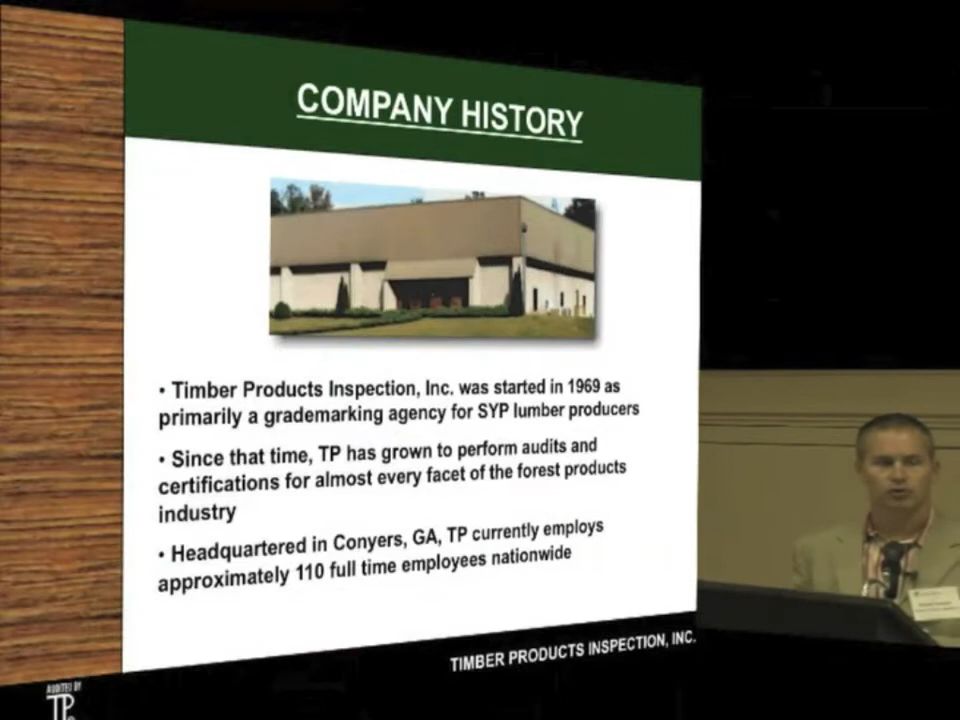 COMPANY HISTORY
• Timber Products Inspection, Inc. was started in 1969 as
primarily a grademarking agency for SYP lumber producers
• Since that time, TP has grown to perform audits and
certifications for almost every facet of the forest products
industry
• Headquartered in Conyers, GA, TP currently employs
approximately 110 full time employees nationwide
TIMBER PRODUCTS INSPECTION, INC.
AUDITED BY
TP